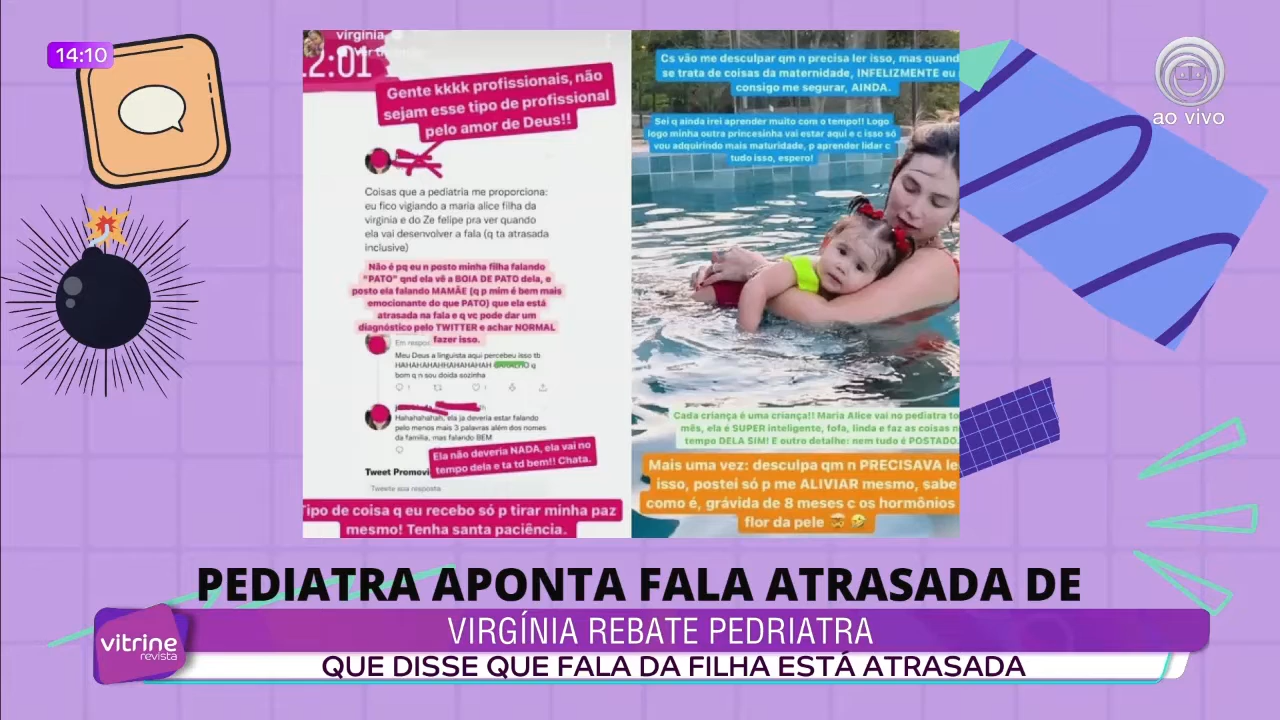 14:10
ao vivo
virginia
12:01
Gente kkkk profissionais, não
sejam esse tipo de profissional
pelo amor de Deus!!
Coisas que a pediatria me proporciona:
eu fico vigiando a maria alice filha da
virginia e do Ze felipe pra ver quando
ela vai desenvolver a fala (q ta atrasada
inclusive)
Não é pq eu n posto minha filha falando
"PATO" qnd ela vê a BOIA DE PATO dela, e
posto ela falando MAMÃE (q p mim é bem mais
emocionante do que PATO) que ela está
atrasada na fala e q vc pode dar um
diagnóstico pelo TWITTER e achar NORMAL
fazer isso.
Em respos
Meu Deus a linguista aqui percebeu isso tb
HAHAHAHAHHAHAHAHAH q
bom q n sou doida sozinha
Hahahahahah, ela ja deveria estar falando
pelo menos mais 3 palavras além dos nomes
da familia, mas falando BEM
Ela não deveria NADA, ela vai no
tempo dela e ta td bem!! Chata.
Tweet Promovi
Tweete sua resposta
Tipo de coisa q eu recebo só p tirar minha paz
mesmo! Tenha santa paciência.
Cs vão me desculpar qm n precisa ler isso, mas quand
se trata de coisas da maternidade, INFELIZMENTE eu
consigo me segurar, AINDA.
Sei q ainda irei aprender muito com o tempo!! Logo
logo minha outra princesinha vai estar aqui e c isso só
vou adquirindo mais maturidade, p aprender lidar c
tudo isso, espero!
Cada criança é uma criança!! Maria Alice vai no pediatra to
mês, ela é SUPER inteligente, fofa, linda e faz as coisas n
tempo DELA SIM! E outro detalhe: nem tudo é POSTADO.
Mais uma vez: desculpa qm n PRECISAVA le
isso, postei só p me ALIVIAR mesmo, sabe
como é, grávida de 8 meses c os hormônios
flor da pele 🤯 🤣
PEDIATRA APONTA FALA ATRASADA DE
vitrine
revista
VIRGÍNIA REBATE PEDRIATRA
QUE DISSE QUE FALA DA FILHA ESTÁ ATRASADA